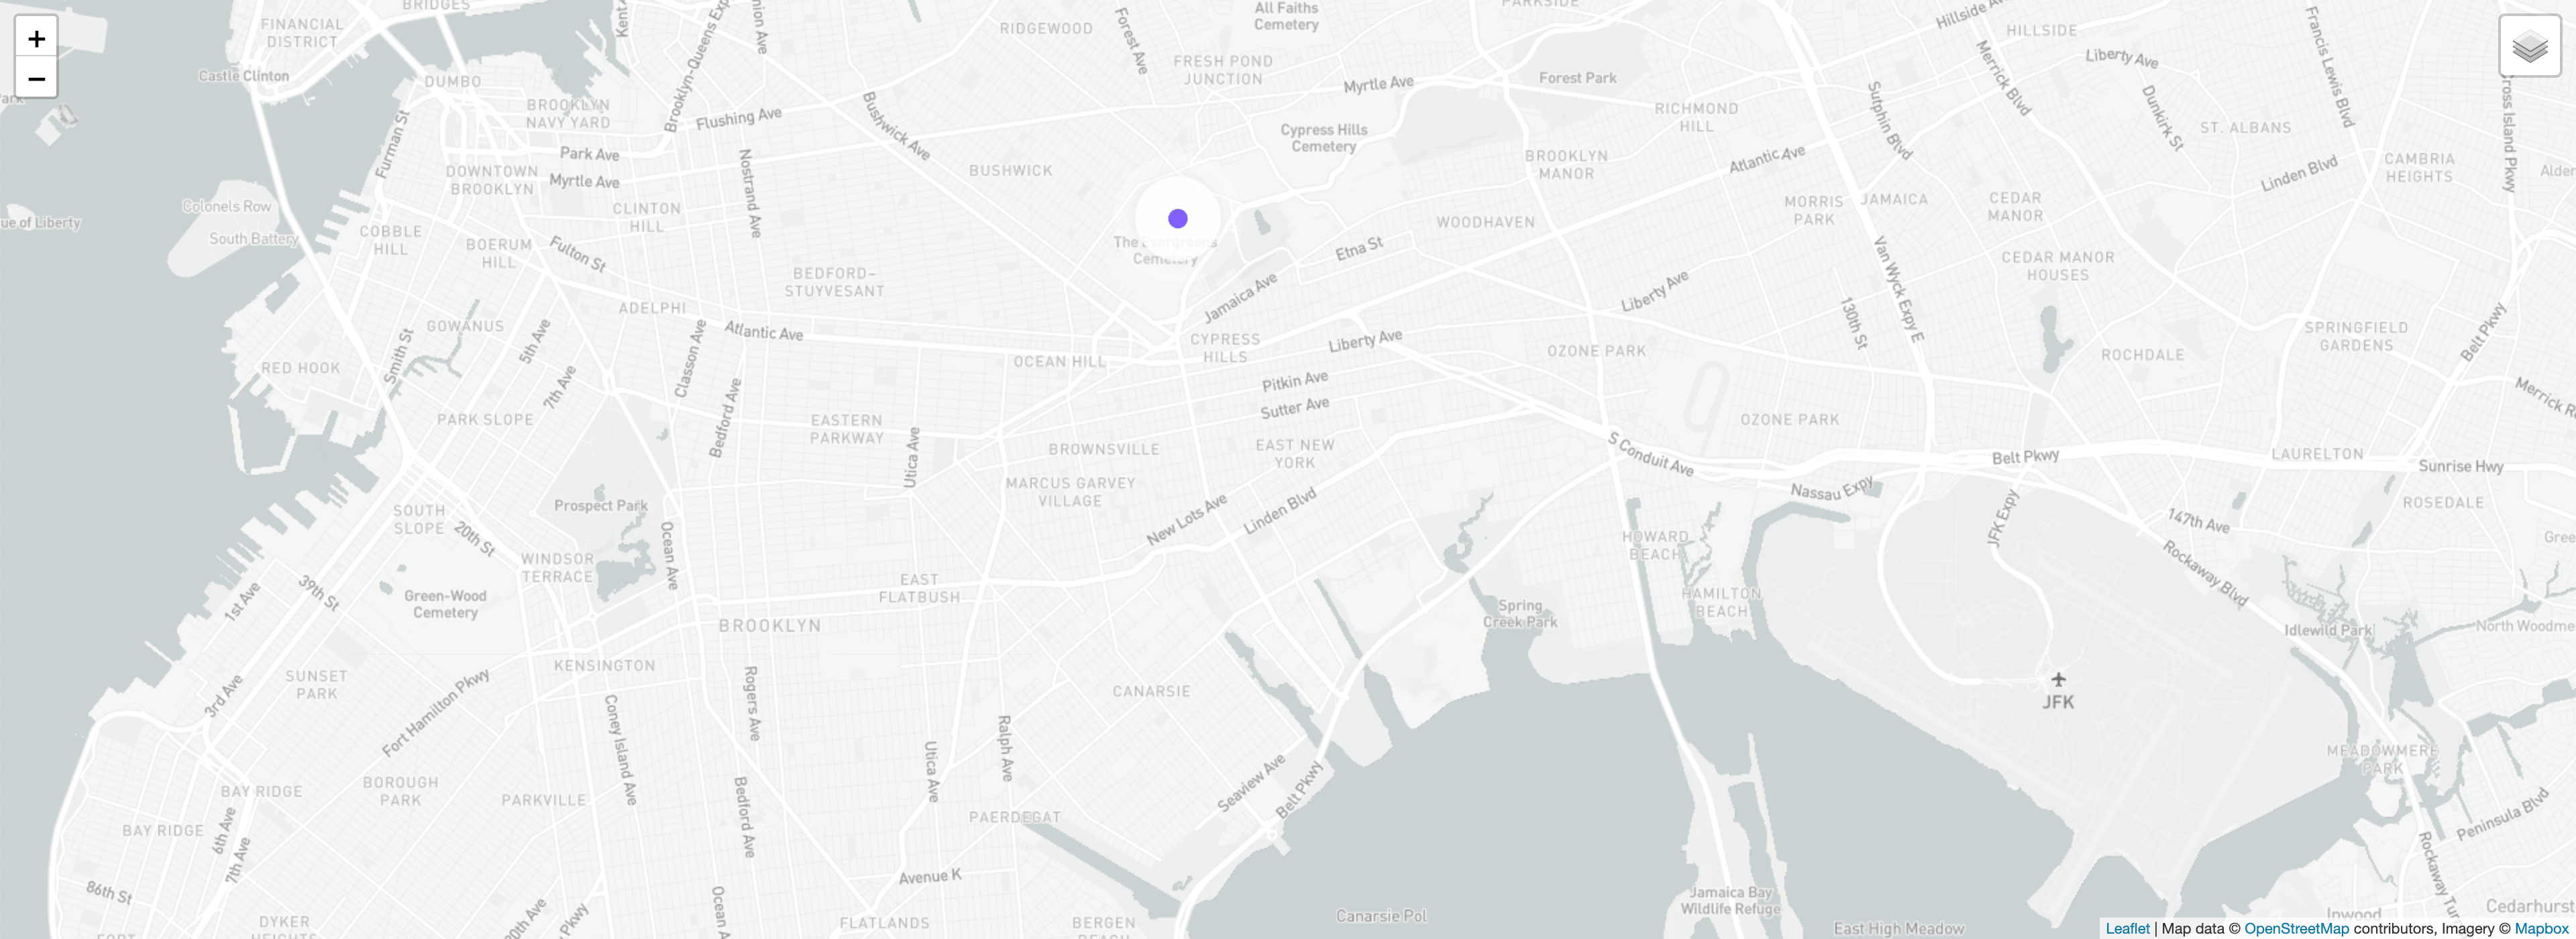 +
−
FINANCIAL
DISTRICT
BRIDGES
Castle Clinton
DUMBO
BROOKLYN
NAVY YARD
Kent A
Brooklyn-Queens Exp
nion Ave
Flushing Ave
Bushwick Ave
RIDGEWOOD
Forest Ave
All Faiths
Cemetery
FRESH POND
JUNCTION
Myrtle Ave
PARKSIDE
Forest Park
RICHMOND
HILL
Hillside Av
HILLSIDE
Merrick Blvd
Liberty Ave
Sutphin Blvd
Dunkirk St
Francis Lewis Blvd
ross Island Pkwy
ST. ALBANS
Linden Blvd
CAMBRIA
HEIGHTS
Alden
Park
Furman St
Park Ave
Myrtle Ave
DOWNTOWN
BROOKLYN
Nostrand Ave
BUSHWICK
Cypress Hills
Cemetery
BROOKLYN
MANOR
Atlantic Ave
MORRIS
PARK
JAMAICA
CEDAR
MANOR
ue of Liberty
Colonels Row
South Battery
COBBLE
HILL
BOERUM
HILL
CLINTON
HILL
Fulton St
The Evergreens
Cemetery
WOODHAVEN
Etna St
Van Wyck Expy E
CEDAR MANOR
HOUSES
BEDFORD-
STUYVESANT
ADELPHI
Jamaica Ave
Liberty Ave
130th St
Belt Pkwy
GOWANUS
Smith St
5th Ave
7th Ave
Classon Ave
Atlantic Ave
OCEAN HILL
CYPRESS
HILLS
Liberty Ave
OZONE PARK
ROCHDALE
SPRINGFIELD
GARDENS
RED HOOK
Bedford Ave
Pitkin Ave
Sutter Ave
Merrick R
PARK SLOPE
EASTERN
PARKWAY
Utica Ave
BROWNSVILLE
EAST NEW
YORK
S Conduit Ave
OZONE PARK
Belt Pkwy
LAURELTON
Sunrise Hwy
MARCUS GARVEY
VILLAGE
Nassau Expy
ROSEDALE
SOUTH
SLOPE
20th St
Prospect Park
Ocean Ave
New Lots Ave
Linden Blvd
HOWARD
BEACH
JFK Expy
147th Ave
Rockaway Blvd
Gree
WINDSOR
TERRACE
1st Ave
39th St
Green-Wood
Cemetery
EAST
FLATBUSH
Spring
Creek Park
HAMILTON
BEACH
Idlewild Park
North Woodme
BROOKLYN
SUNSET
PARK
3rd Ave
Fort Hamilton Pkwy
KENSINGTON
Coney Island Ave
Rogers Ave
CANARSIE
JFK
Utica Ave
Ralph Ave
Seaview Ave
Belt Pkwy
MEADOWMERE
PARK
BAY RIDGE
BOROUGH
PARK
PARKVILLE
Bedford Ave
PAERDEGAT
Peninsula Blvd
BAY RIDGE
6th Ave
7th Ave
Rockaway Tur
86th St
Avenue K
Ocean A
DYKER
HEIGHTS
20th Ave
Pkwy
FLATLANDS
BERGEN
BEACH
Canarsie Pol
Jamaica Bay
Wildlife Refuge
East High Meadow
Inwood
Cedarhurst
FORT
Leaflet | Map data © OpenStreetMap contributors, Imagery © Mapbox